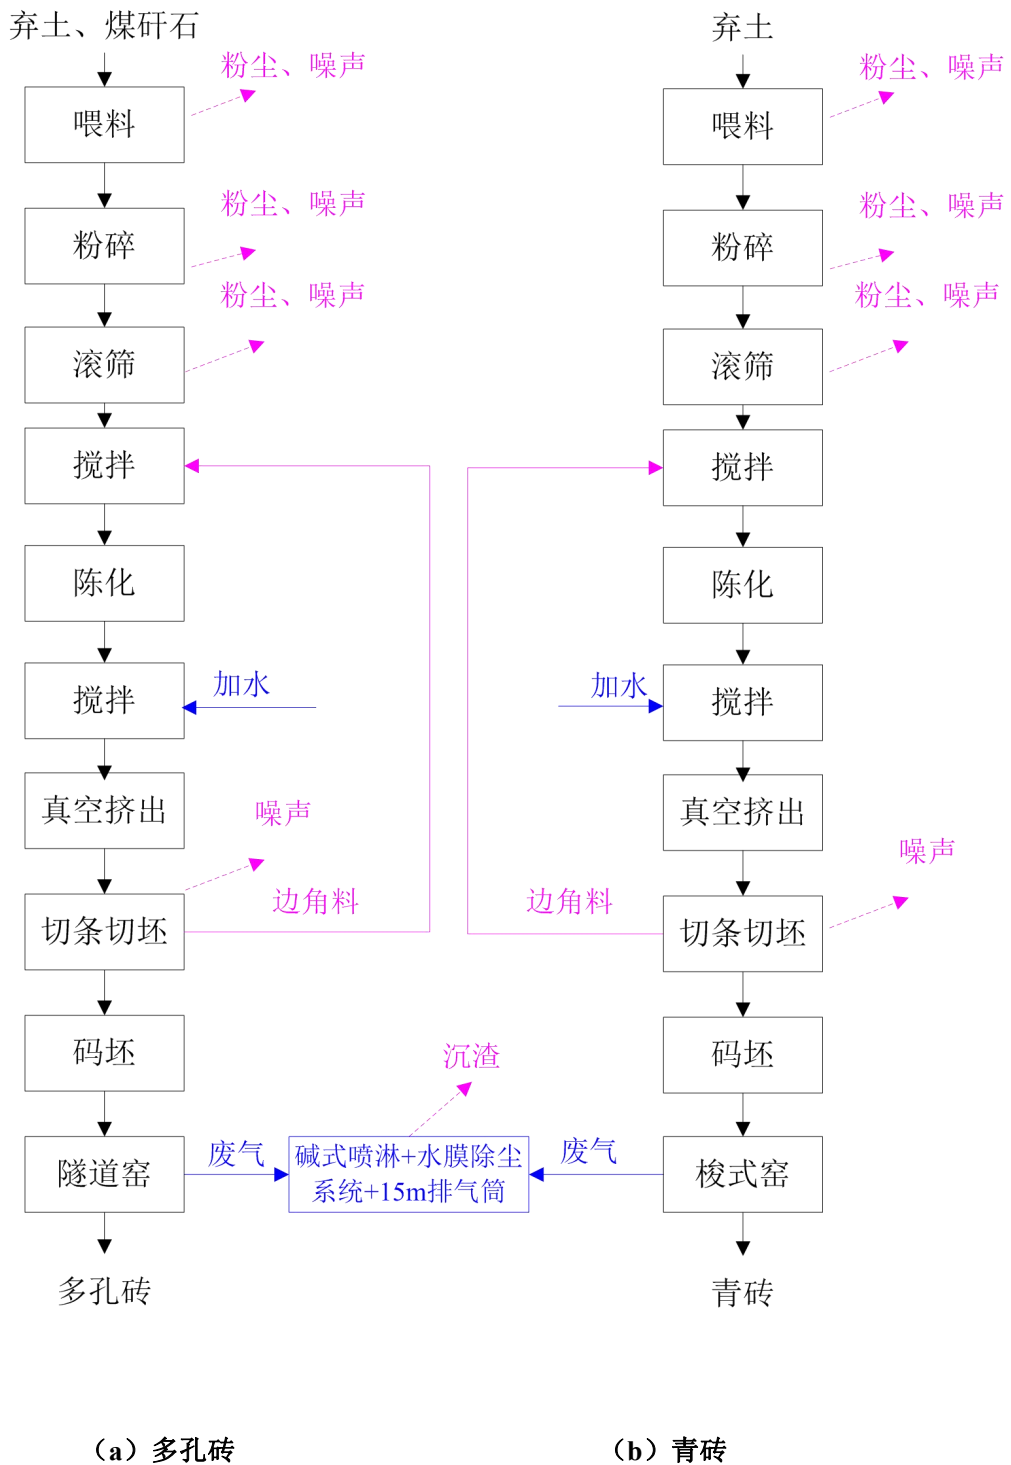 弃土、煤矸石
粉尘、噪声
喂料
粉尘、噪声
粉碎
粉尘、噪声
滚筛
搅拌
陈化
加水
搅拌
真空挤出
噪声
边角料
切条切坯
码坯
隧道窑
废气
多孔砖
沉渣
碱式喷淋+水膜除尘
系统+15m排气筒
弃土
粉尘、噪声
喂料
粉尘、噪声
粉碎
粉尘、噪声
滚筛
搅拌
陈化
加水
搅拌
真空挤出
噪声
边角料
切条切坯
码坯
废气
梭式窑
青砖
（a）多孔砖
（b）青砖